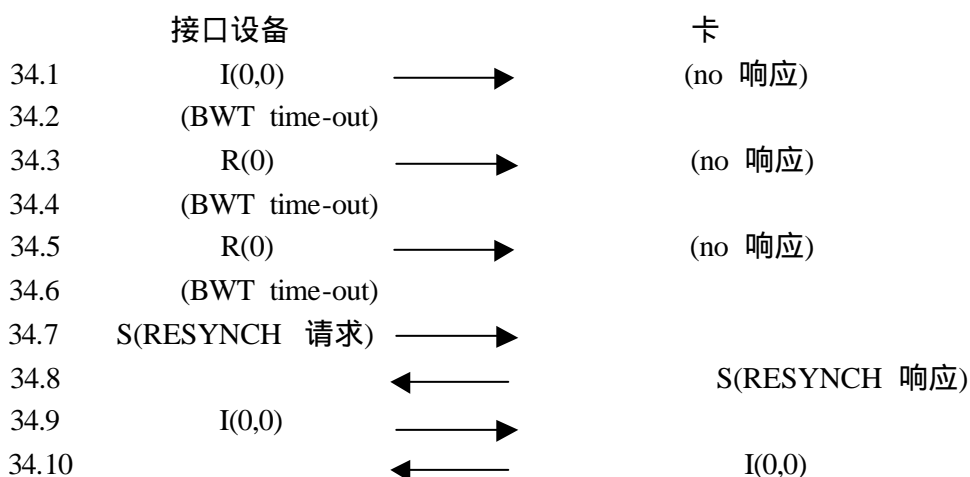 接口设备 卡
34.1 I(0,0) (no 响应)
34.2 (BWT time-out)
34.3 R(0) (no 响应)
34.4 (BWT time-out)
34.5 R(0) (no 响应)
34.6 (BWT time-out)
34.7 S(RESYNCH 请求)
34.8 S(RESYNCH 响应)
34.9 I(0,0)
34.10 I(0,0)